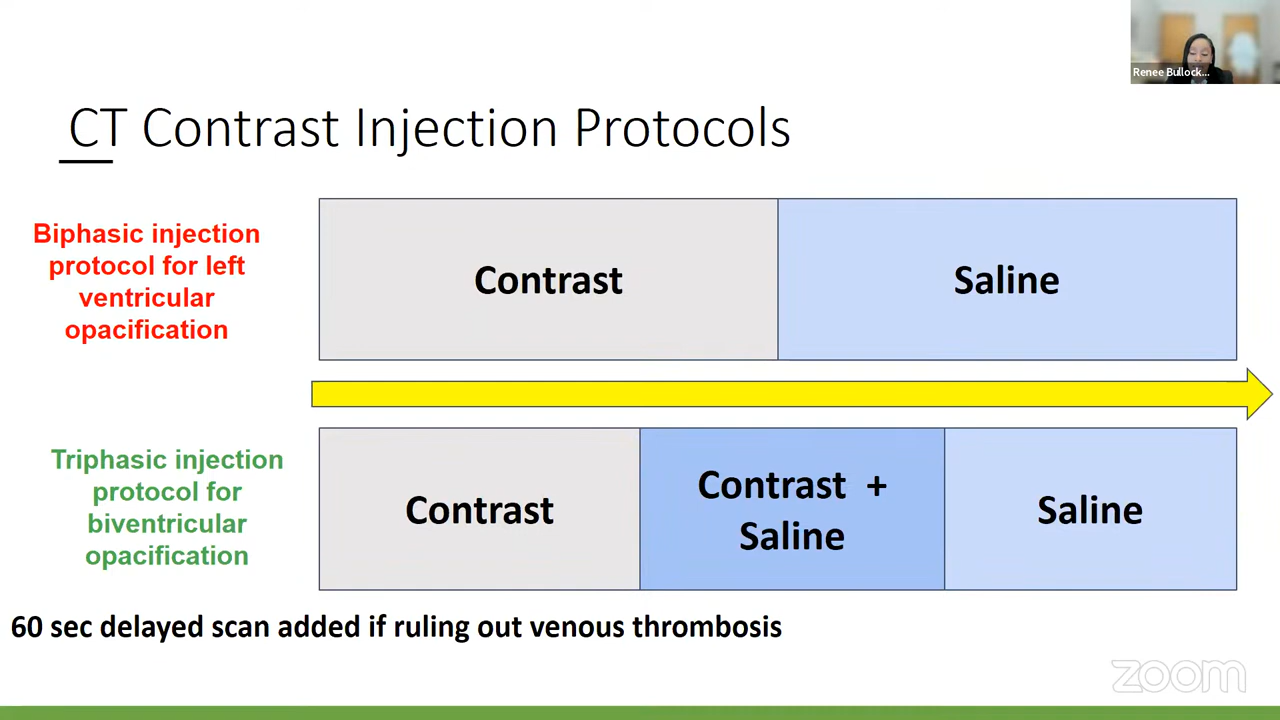 Renee Bullock...
CT Contrast Injection Protocols
Biphasic injection
protocol for left
ventricular
opacification
Contrast
Saline
Triphasic injection
protocol for
biventricular
opacification
Contrast
Contrast +
Saline
Saline
60 sec delayed scan added if ruling out venous thrombosis
zoom